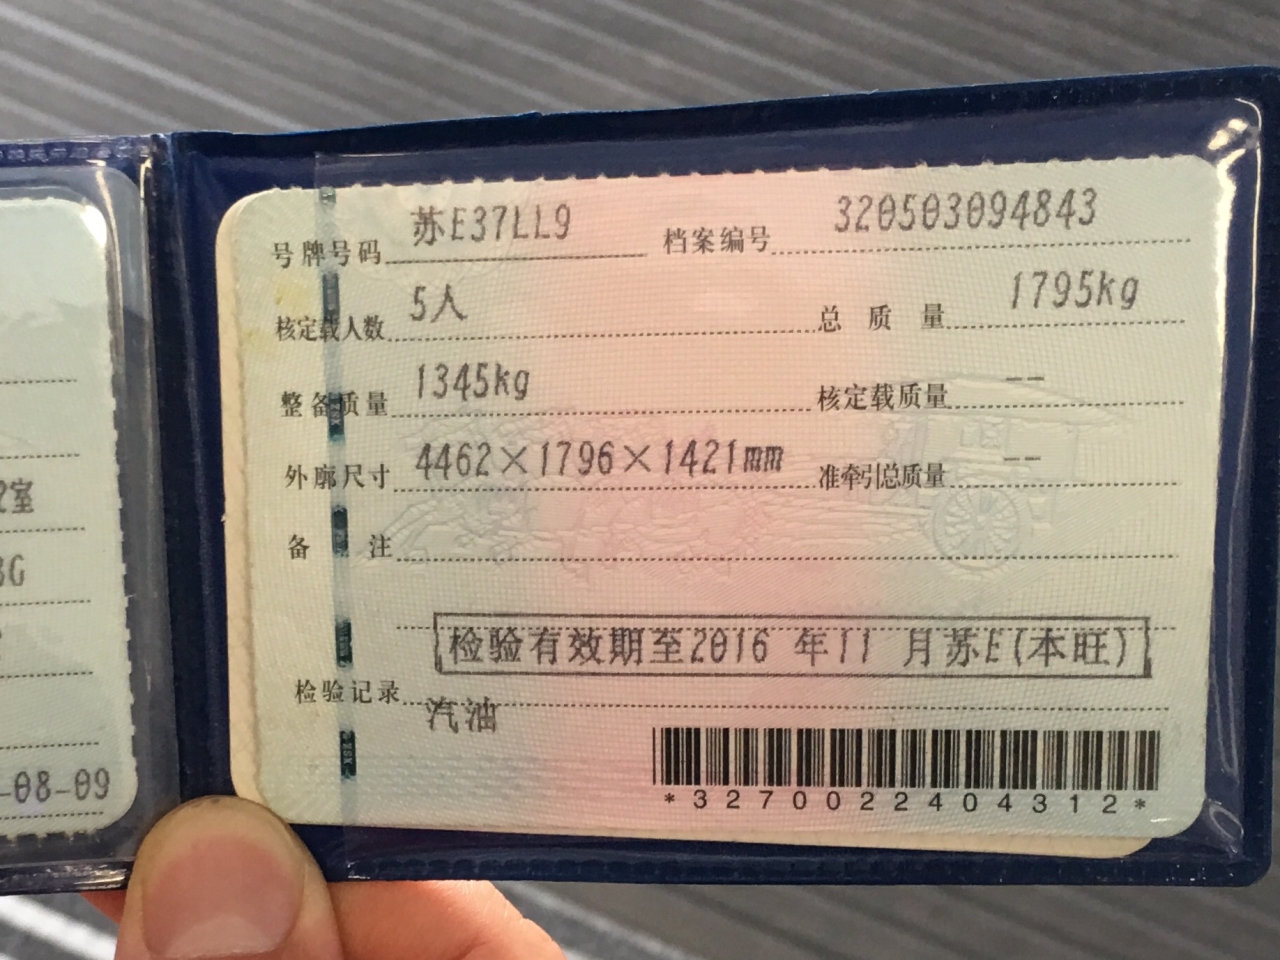 2室
3G
-08-09
号牌号码 苏E37LL9 档案编号 320503094843
核定载人数 5人 总质量 1795kg
整备质量 1345kg 核定载质量 --
外廓尺寸 4462×1796×1421mm 准牵引总质量 --
备注
检验有效期至2016 年11 月苏E(本旺)
检验记录
汽油
*3270022404312*